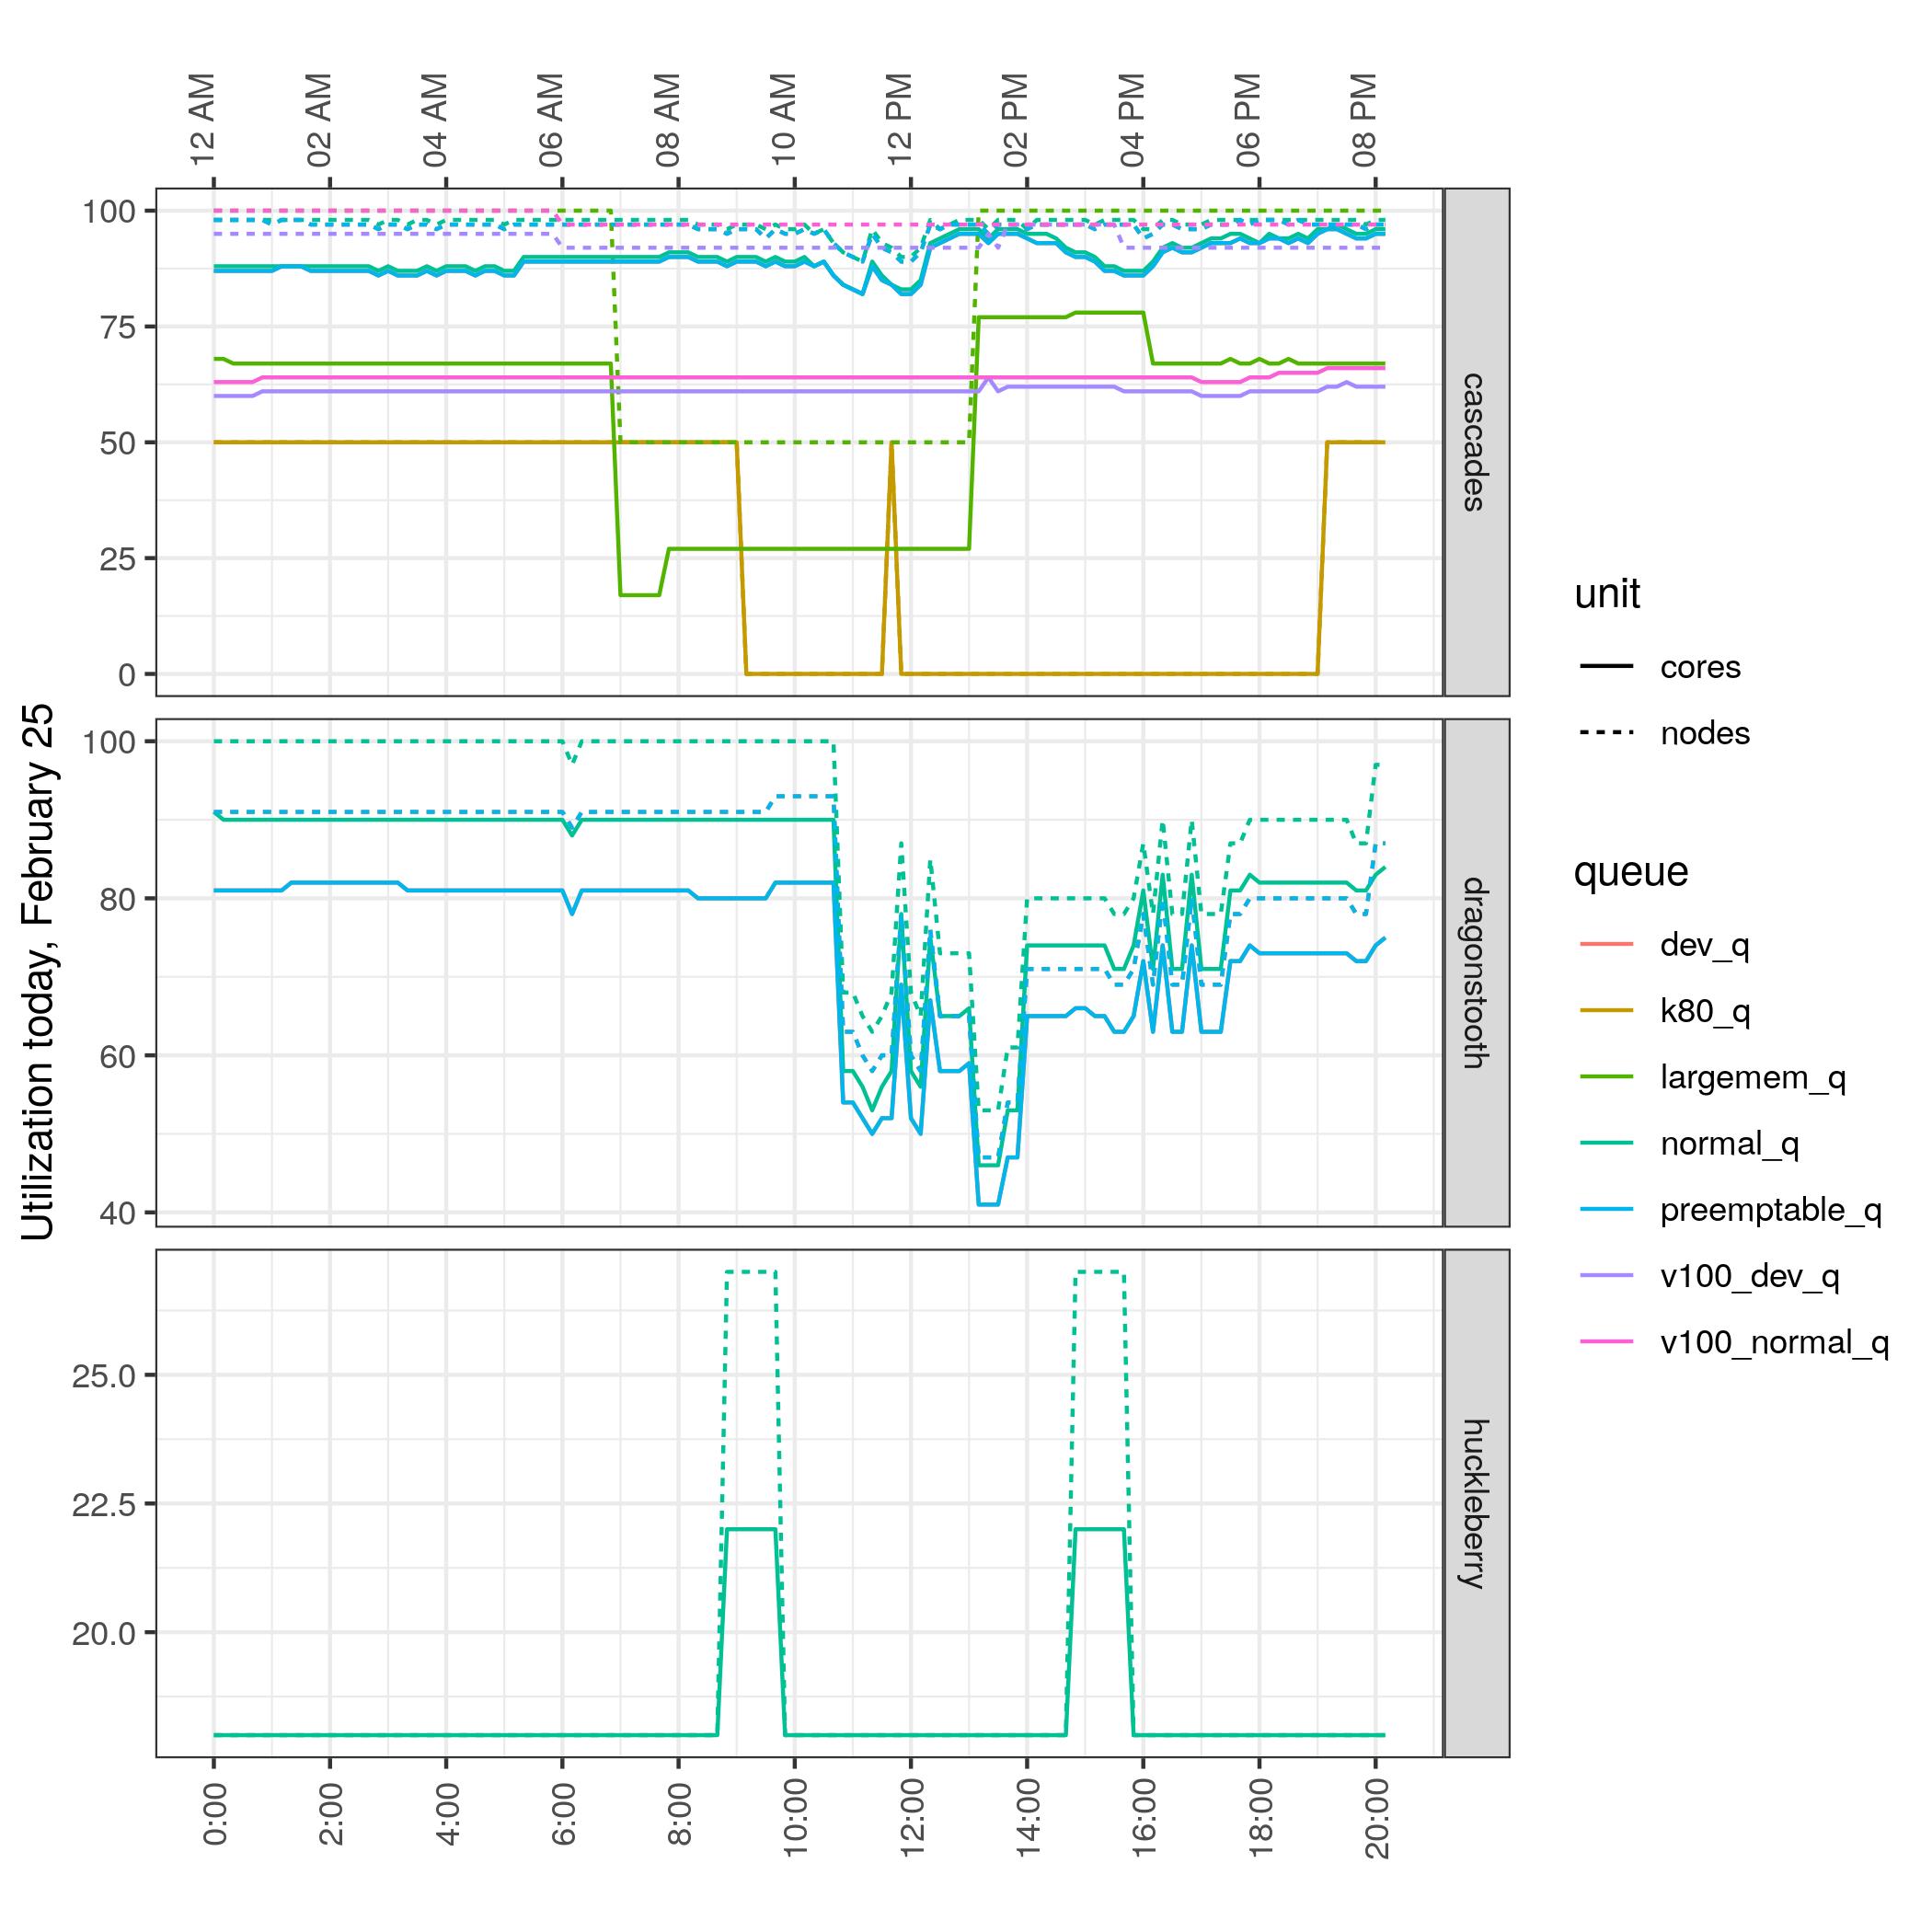 12 AM
02 AM
04 AM
06 AM
08 AM
10 AM
12 PM
02 PM
04 PM
06 PM
08 PM
Utilization today, February 25
100
75
50
25
0
cascades
100
80
60
40
dragonstooth
25.0
22.5
20.0
huckleberry
0:00
2:00
4:00
6:00
8:00
10:00
12:00
14:00
16:00
18:00
20:00
unit
cores
nodes
queue
dev_q
k80_q
largemem_q
normal_q
preemptable_q
v100_dev_q
v100_normal_q